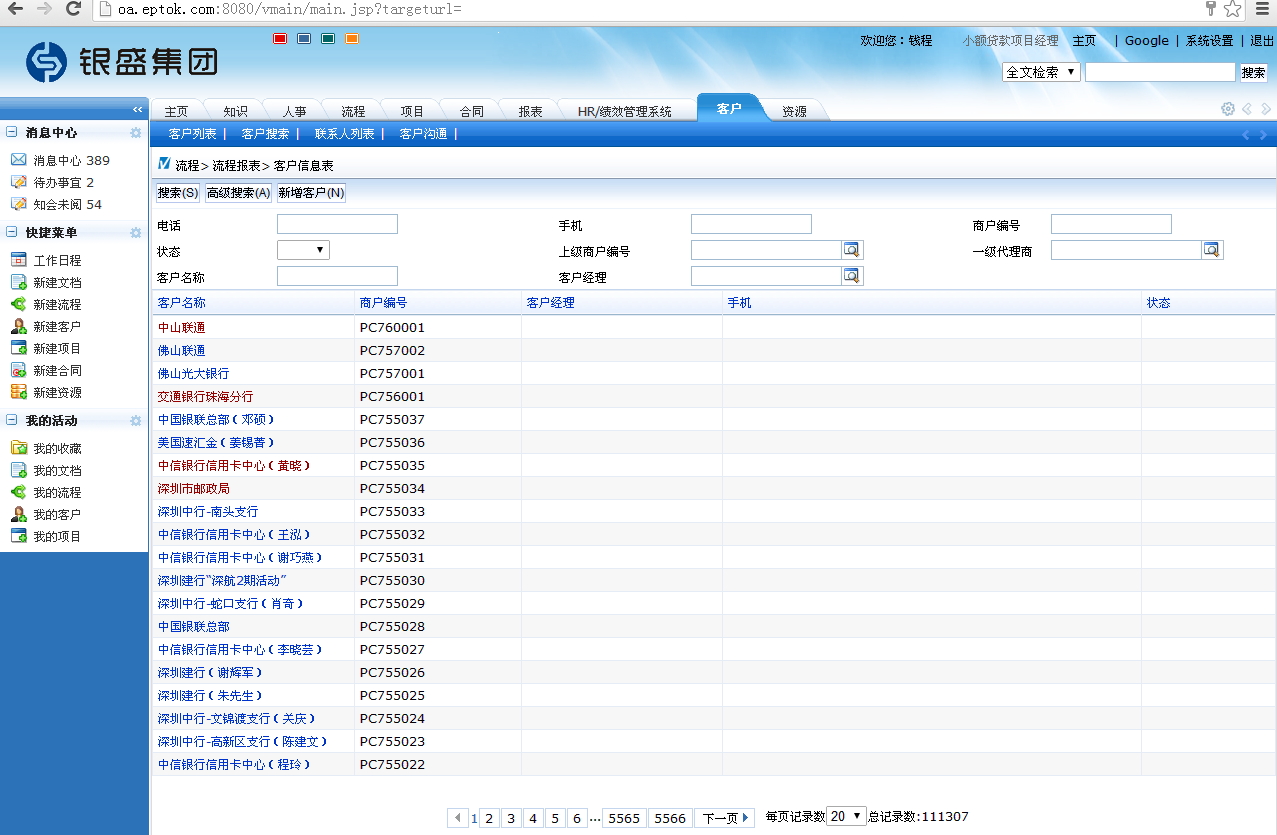 oa.eptok.com:8080/vmain/main.jsp?targeturl=
银盛集团
欢迎您：钱程 小额贷款项目经理 主页 | Google | 系统设置 | 退出
全文检索 搜索
主页 知识 人事 流程 项目 合同 报表 HR/绩效管理系统 客户 资源
客户列表 | 客户搜索 | 联系人列表 | 客户沟通 |
消息中心
消息中心 389
待办事宜 2
知会未阅 54
快捷菜单
工作日程
新建文档
新建流程
新建客户
新建项目
新建合同
新建资源
我的活动
我的收藏
我的文档
我的流程
我的客户
我的项目
流程> 流程报表> 客户信息表
搜索(S) 高级搜索(A) 新增客户(N)
电话 手机 商户编号
状态 上级商户编号 一级代理商
客户名称 客户经理
客户名称 商户编号 客户经理 手机 状态
中山联通 PC760001
佛山联通 PC757002
佛山光大银行 PC757001
交通银行珠海分行 PC756001
中国银联总部（邓硕） PC755037
美国速汇金（姜锡菁） PC755036
中信银行信用卡中心（黄晓） PC755035
深圳市邮政局 PC755034
深圳中行-南头支行 PC755033
中信银行信用卡中心（王泓） PC755032
中信银行信用卡中心（谢巧燕） PC755031
深圳建行“深航2期活动” PC755030
深圳中行-蛇口支行（肖奇） PC755029
中国银联总部 PC755028
中信银行信用卡中心（李晓芸） PC755027
深圳建行（谢辉军） PC755026
深圳建行（朱先生） PC755025
深圳中行-文锦渡支行（关庆） PC755024
深圳中行-高新区支行（陈建文） PC755023
中信银行信用卡中心（程玲） PC755022
1 2 3 4 5 6 ... 5565 5566 下一页 每页记录数 20 总记录数:111307